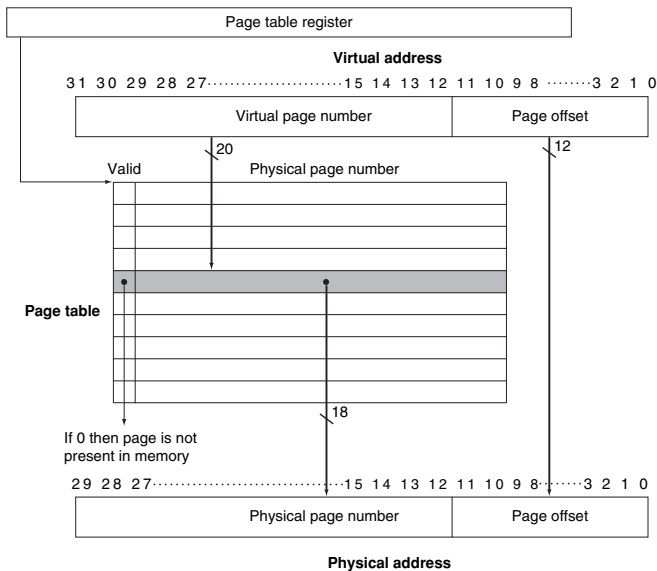 Page table register
Virtual address
31 30 29 28 27·······················15 14 13 12 11 10 9 8 ········3 2 1 0
Virtual page number Page offset
20 12
Valid Physical page number
Page table
18
If 0 then page is not
present in memory
29 28 27································15 14 13 12 11 10 9 8·········3 2 1 0
Physical page number Page offset
Physical address